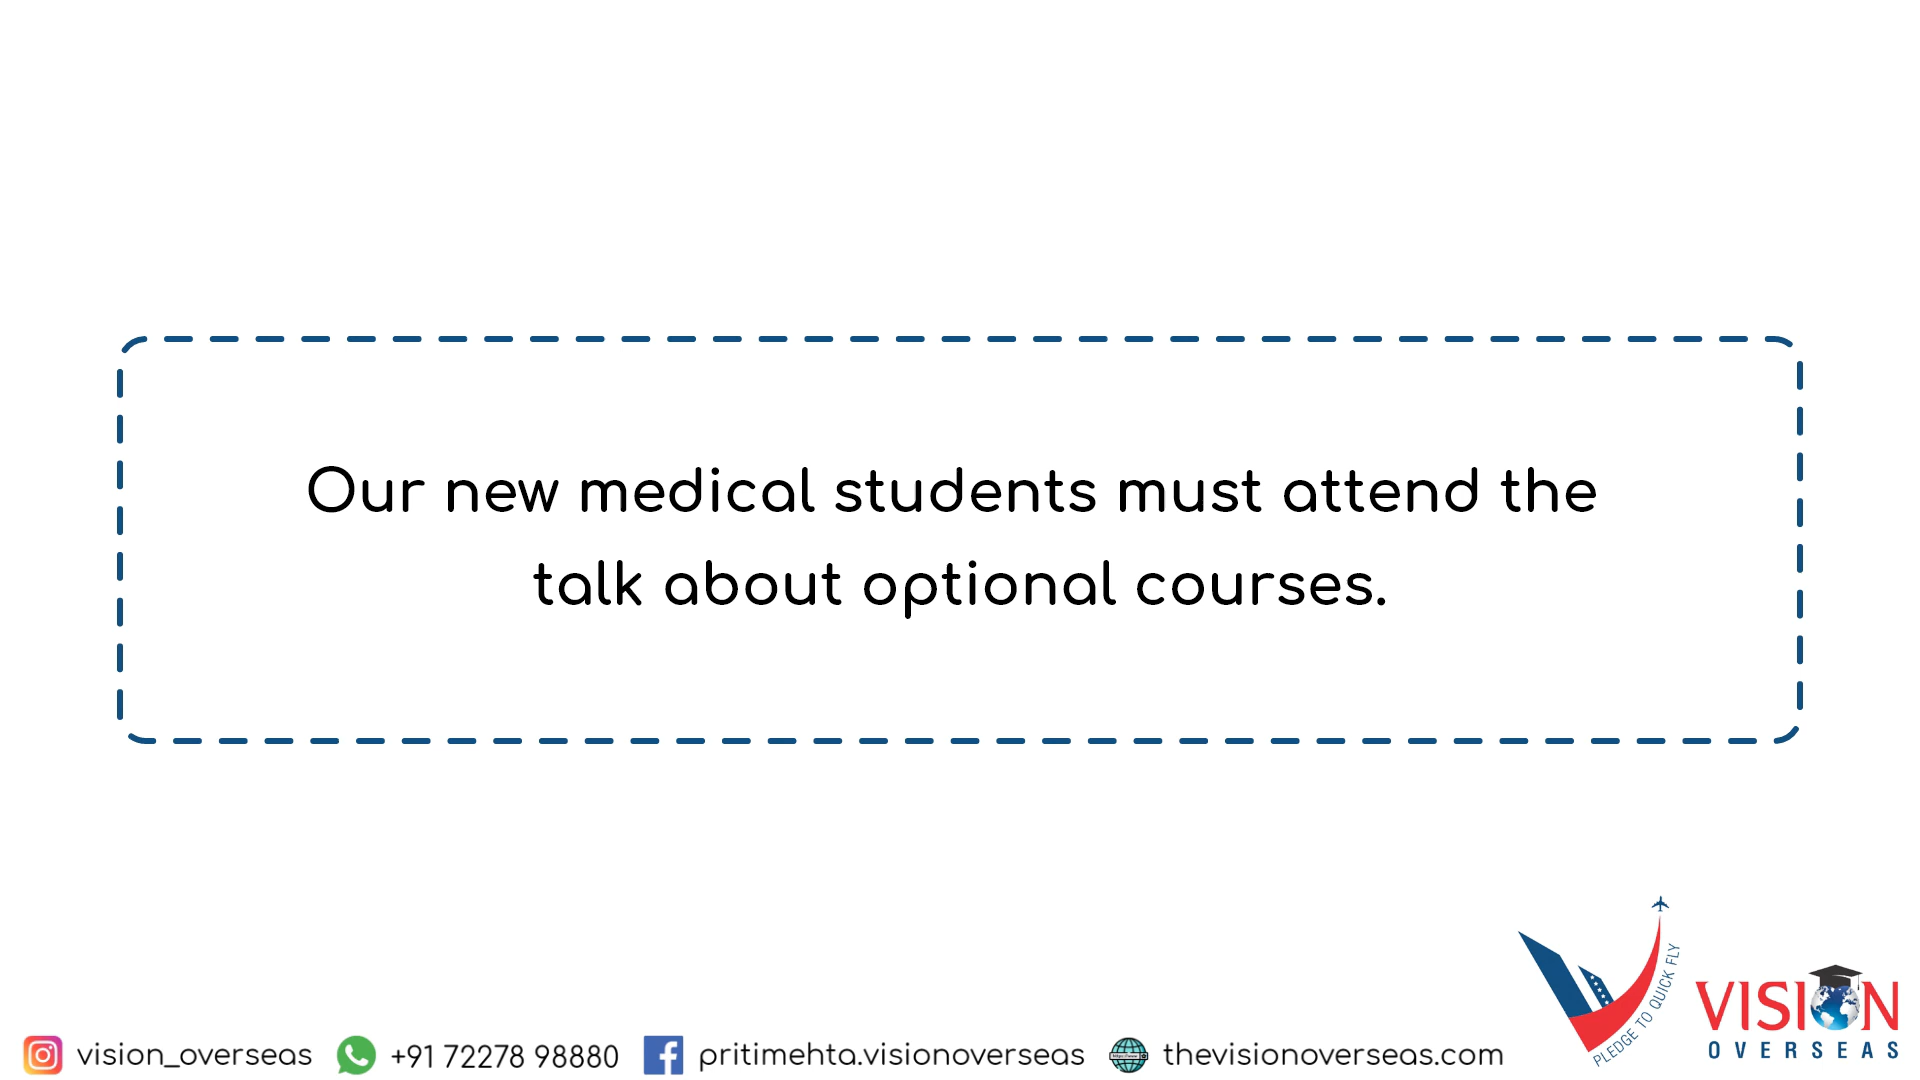 Our new medical students must attend the
talk about optional courses.
PLEDGE TO QUICK FLY
VISION
OVERSEAS
vision_overseas
+91 72278 98880
pritimehta.visionoverseas
thevisionoverseas.com